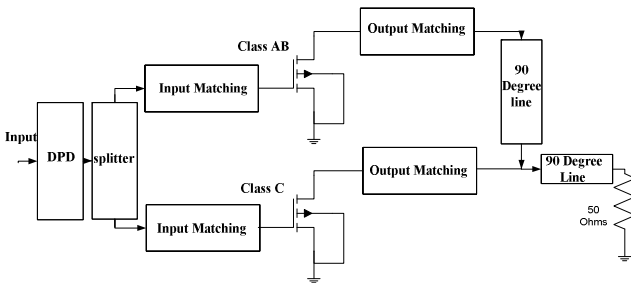 Input
DPD
splitter
Input Matching
Class AB
Output Matching
90
Degree
line
Input Matching
Class C
Output Matching
90 Degree
Line
50
Ohms